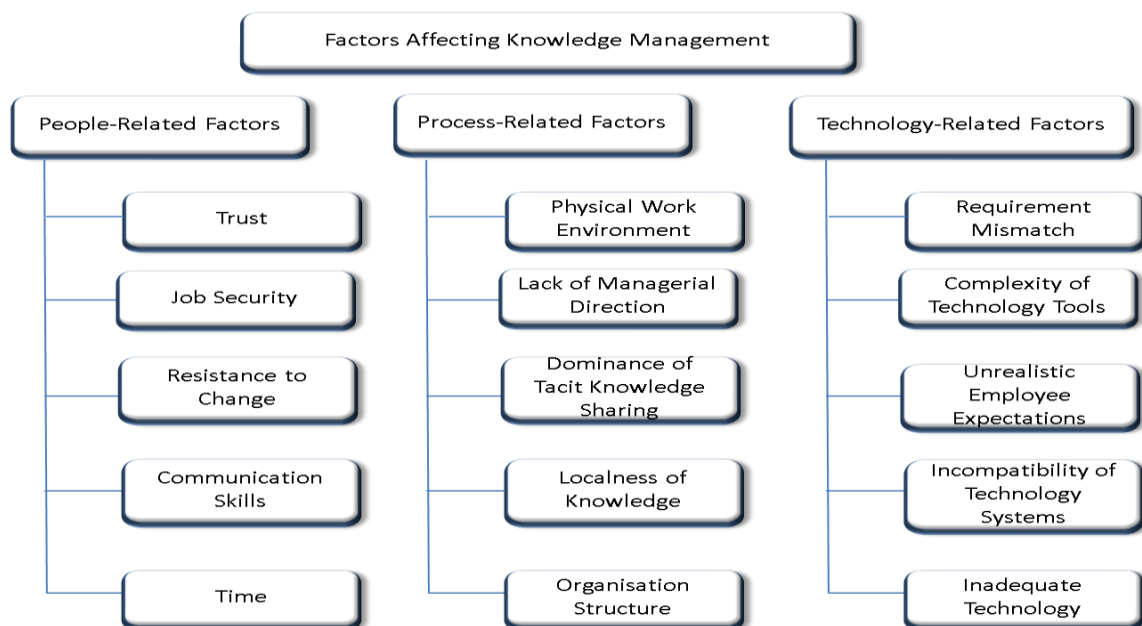 Factors Affecting Knowledge Management
People-Related Factors
Trust
Job Security
Resistance to
Change
Communication
Skills
Time
Process-Related Factors
Physical Work
Environment
Lack of Managerial
Direction
Dominance of
Tacit Knowledge
Sharing
Localness of
Knowledge
Organisation
Structure
Technology-Related Factors
Requirement
Mismatch
Complexity of
Technology Tools
Unrealistic
Employee
Expectations
Incompatibility of
Technology
Systems
Inadequate
Technology